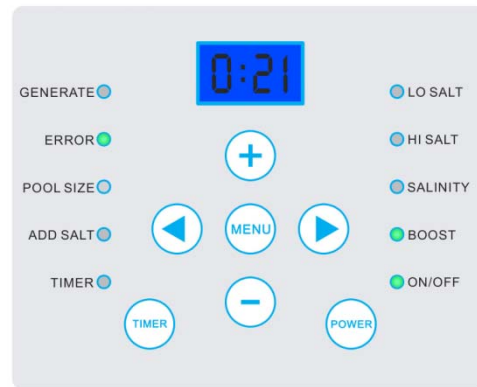 0:21
GENERATE
LO SALT
ERROR
HI SALT
+
POOL SIZE
SALINITY
ADD SALT
MENU
BOOST
TIMER
ON/OFF
−
TIMER
POWER